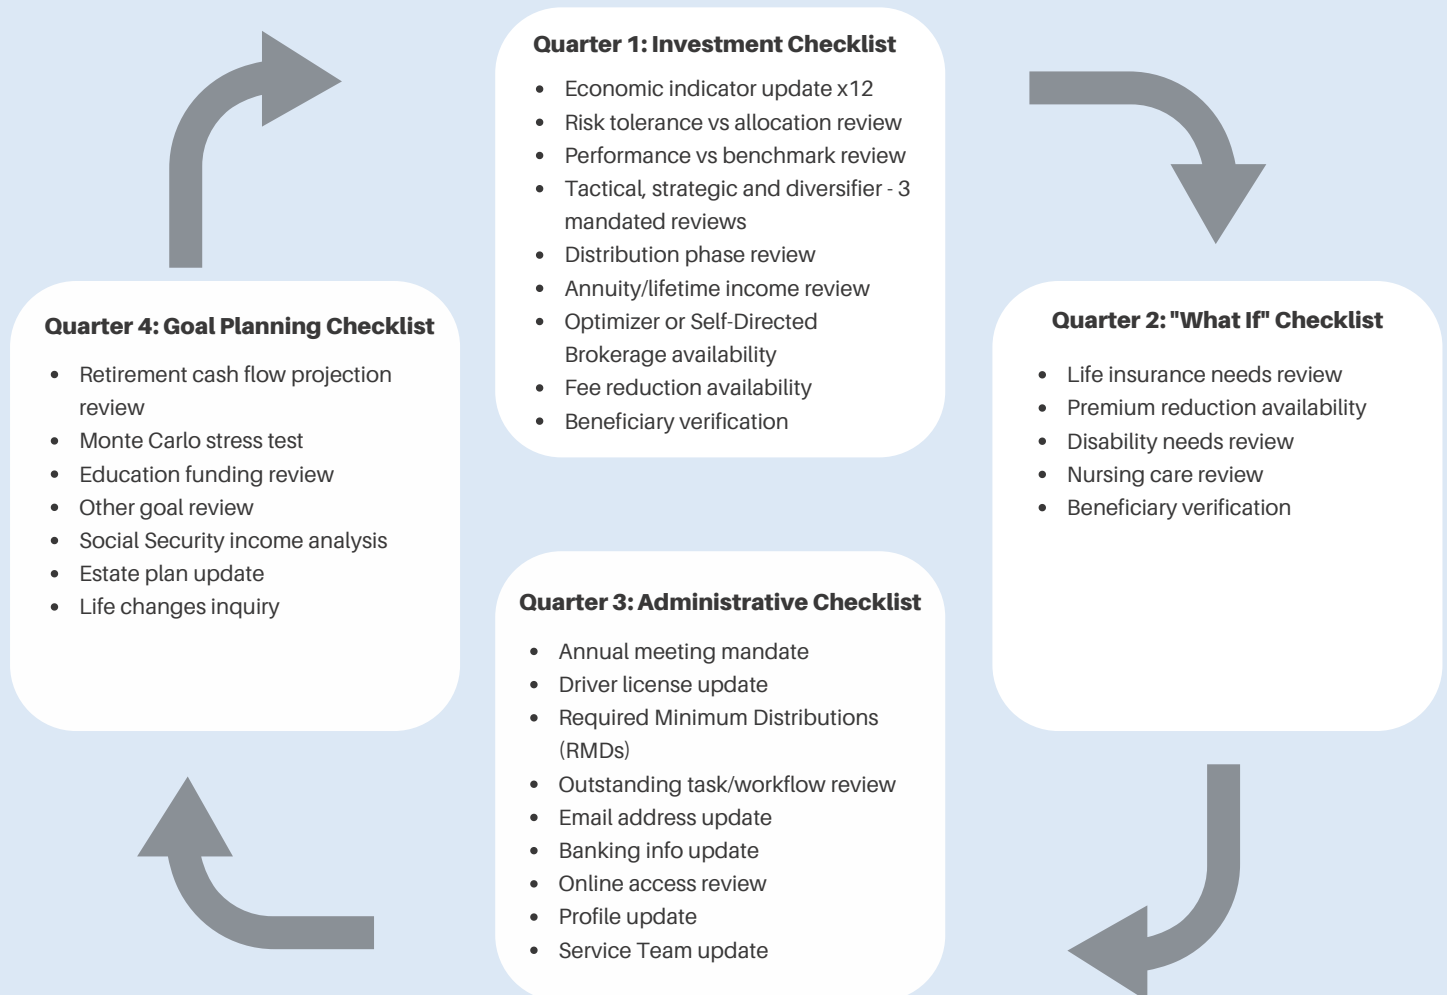 Quarter 1: Investment Checklist
Economic indicator update x12
Risk tolerance vs allocation review
Performance vs benchmark review
Tactical, strategic and diversifier - 3
mandated reviews
Distribution phase review
Annuity/lifetime income review
Optimizer or Self-Directed
Brokerage availability
Fee reduction availability
Beneficiary verification
Quarter 2: "What If" Checklist
Life insurance needs review
Premium reduction availability
Disability needs review
Nursing care review
Beneficiary verification
Quarter 3: Administrative Checklist
Annual meeting mandate
Driver license update
Required Minimum Distributions
(RMDs)
Outstanding task/workflow review
Email address update
Banking info update
Online access review
Profile update
Service Team update
Quarter 4: Goal Planning Checklist
Retirement cash flow projection
review
Monte Carlo stress test
Education funding review
Other goal review
Social Security income analysis
Estate plan update
Life changes inquiry